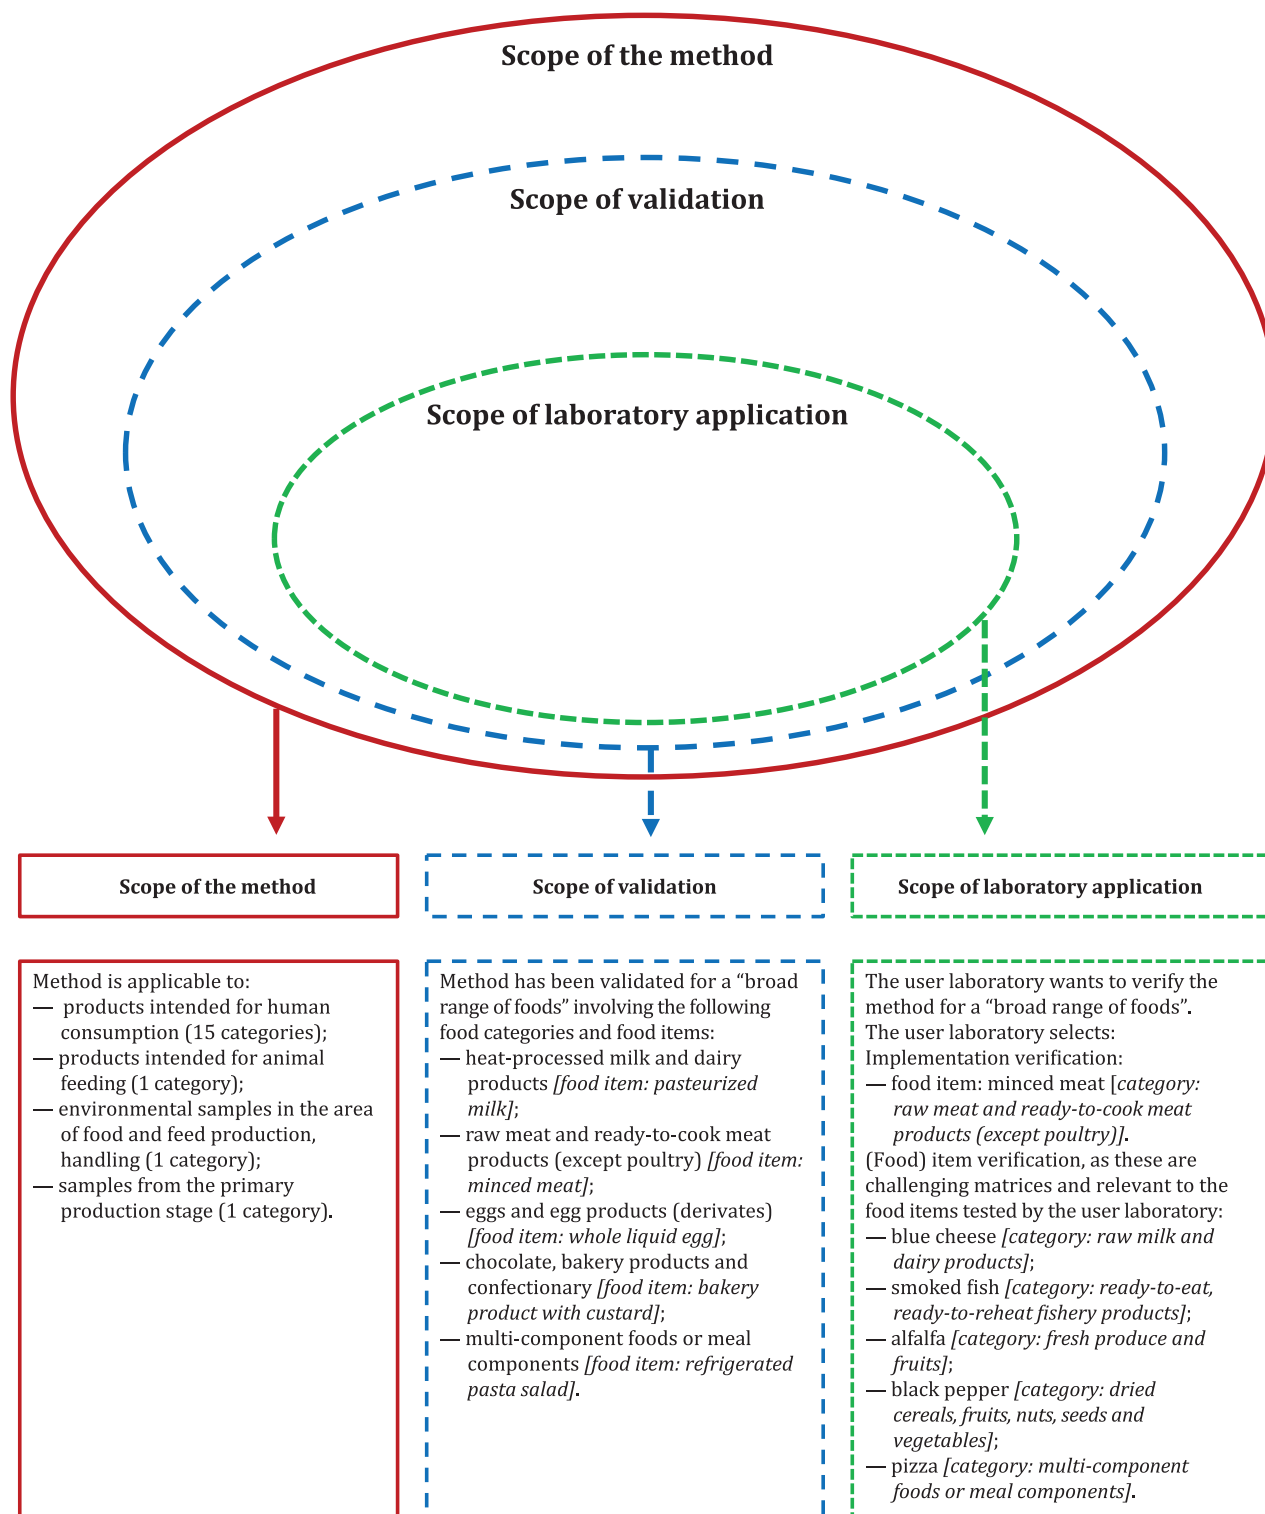 Scope of the method
Scope of validation
Scope of laboratory application
Scope of the method
Scope of validation
Scope of laboratory application
Method is applicable to:
— products intended for human
consumption (15 categories);
— products intended for animal
feeding (1 category);
— environmental samples in the area
of food and feed production,
handling (1 category);
— samples from the primary
production stage (1 category).
Method has been validated for a “broad
range of foods” involving the following
food categories and food items:
— heat-processed milk and dairy
products [food item: pasteurized
milk];
— raw meat and ready-to-cook meat
products (except poultry) [food item:
minced meat];
— eggs and egg products (derivates)
[food item: whole liquid egg];
— chocolate, bakery products and
confectionary [food item: bakery
product with custard];
— multi-component foods or meal
components [food item: refrigerated
pasta salad].
The user laboratory wants to verify the
method for a “broad range of foods”.
The user laboratory selects:
Implementation verification:
— food item: minced meat [category:
raw meat and ready-to-cook meat
products (except poultry)].
(Food) item verification, as these are
challenging matrices and relevant to the
food items tested by the user laboratory:
— blue cheese [category: raw milk and
dairy products];
— smoked fish [category: ready-to-eat,
ready-to-reheat fishery products];
— alfalfa [category: fresh produce and
fruits];
— black pepper [category: dried
cereals, fruits, nuts, seeds and
vegetables];
— pizza [category: multi-component
foods or meal components].